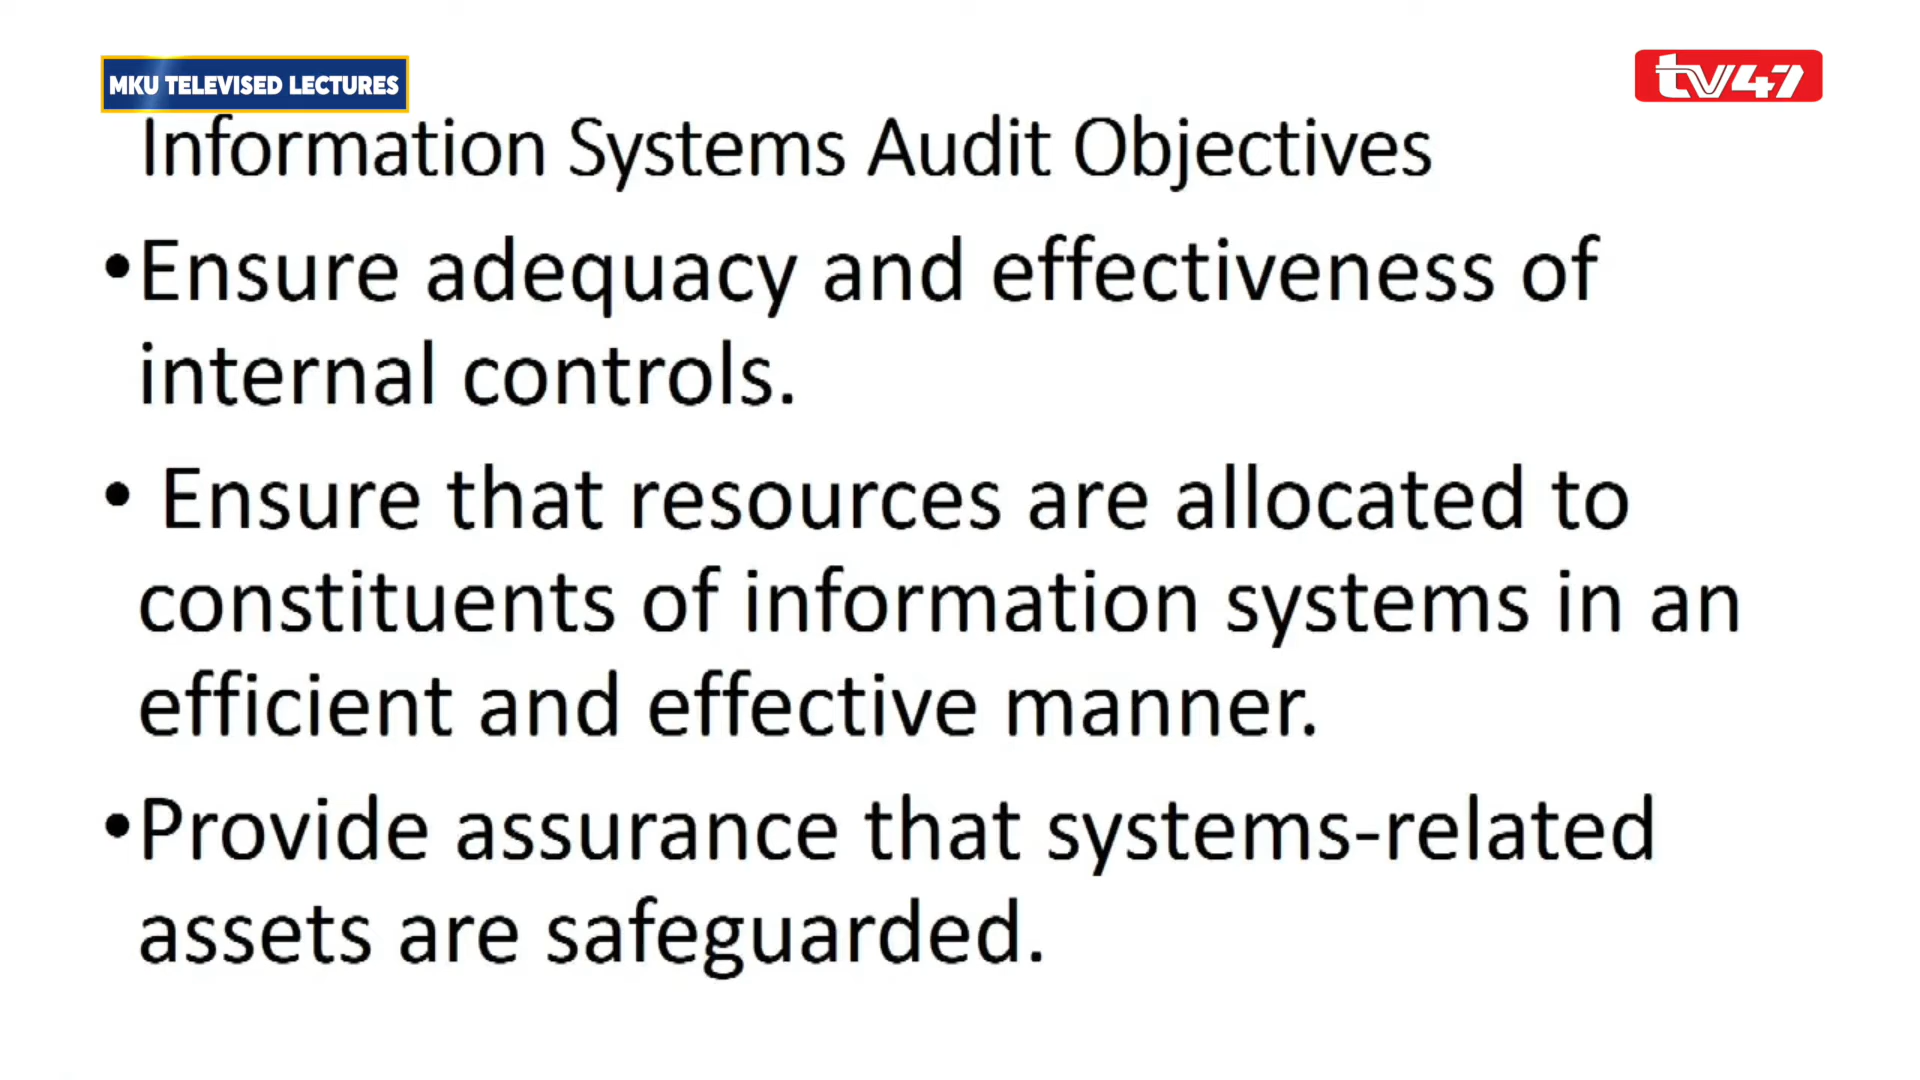 MKU TELEVISED LECTURES
tv47
Information Systems Audit Objectives
•Ensure adequacy and effectiveness of
internal controls.
• Ensure that resources are allocated to
constituents of information systems in an
efficient and effective manner.
•Provide assurance that systems-related
assets are safeguarded.